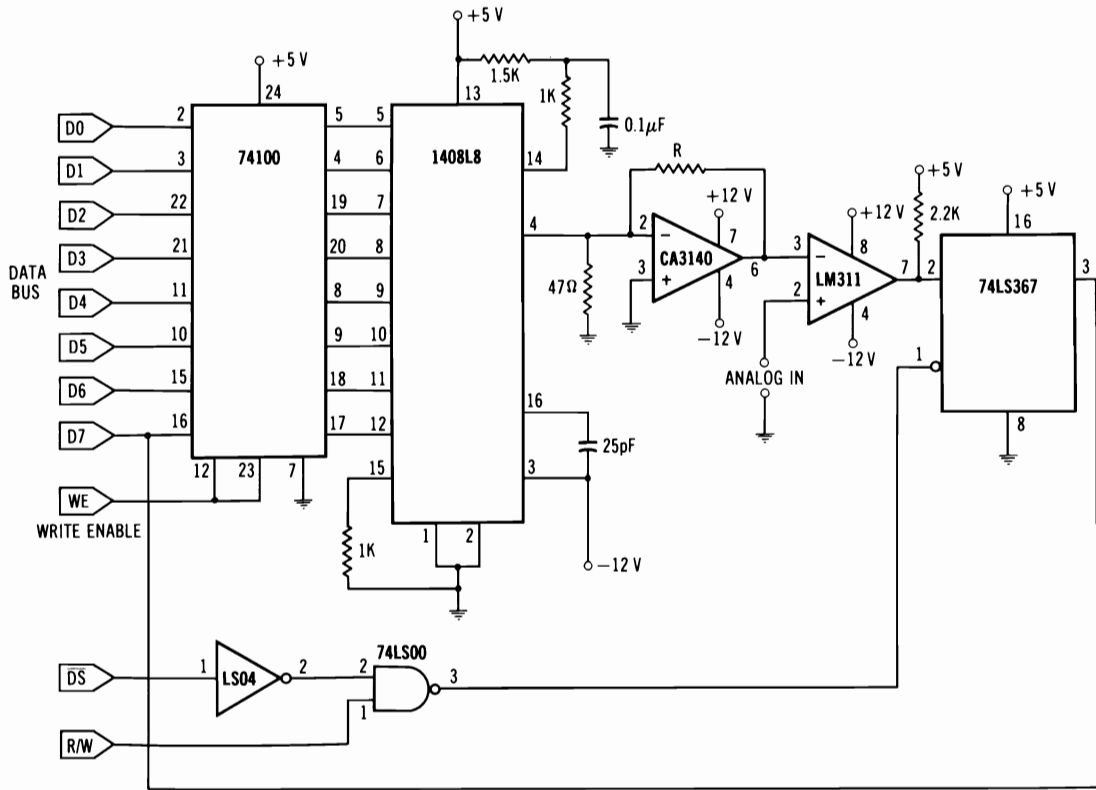 +5 V
1.5K
1K
0.1µF
+5 V
24
13
14
D0 2 5 5
D1 3 4 6
D2 22 19 7
D3 21 20 8
D4 11 8 9
D5 10 9 10
D6 15 18 11
D7 16 17 12
DATA
BUS
74100
1408L8
12 23 7
WE
WRITE ENABLE
15
1K
1 2
4
47Ω
16
25pF
3
−12 V
R
+12 V
2 −
7
CA3140
3 +
6
4
−12 V
+5 V
2.2K
+12 V
3 −
8
LM311
2 +
7
4
−12 V
ANALOG IN
+5 V
16
2
74LS367
3
1
8
DS
1
LS04
2
74LS00
2
3
1
R/W